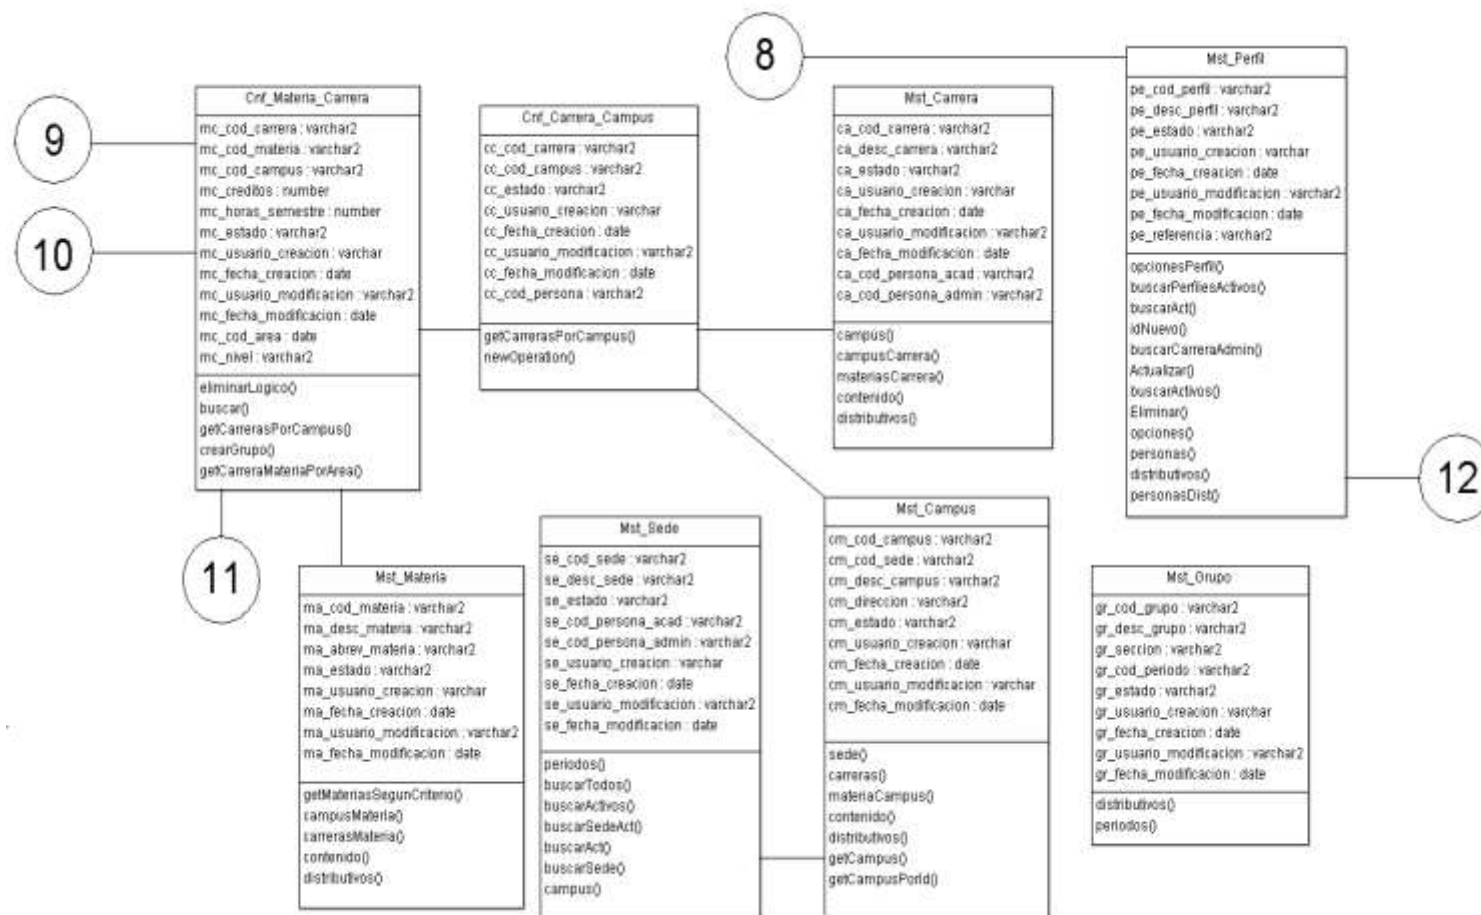 8
Mst_Perfil
pe_cod_perfil : varchar2
pe_desc_perfil : varchar2
pe_estado : varchar2
pe_usuario_creacion : varchar
pe_fecha_creacion : date
pe_usuario_modificacion : varchar2
pe_fecha_modificacion : date
pe_referencia : varchar2
opcionesPerfil()
buscarPerfilesActivos()
buscarAct()
idNuevo()
buscarCarreraAdmin()
Actualizar()
buscarActivos()
Eliminar()
opciones()
personas()
distributivos()
personasDist()
12
9
10
Cnf_Materia_Carrera
mc_cod_carrera : varchar2
mc_cod_materia : varchar2
mc_cod_campus : varchar2
mc_creditos : number
mc_horas_semestre : number
mc_estado : varchar2
mc_usuario_creacion : varchar
mc_fecha_creacion : date
mc_usuario_modificacion : varchar2
mc_fecha_modificacion : date
mc_cod_area : date
mc_nivel : varchar2
eliminarLogico()
buscar()
getCarrerasPorCampus()
crearGrupo()
getCarreraMateriaPorArea()
11
Cnf_Carrera_Campus
cc_cod_carrera : varchar2
cc_cod_campus : varchar2
cc_estado : varchar2
cc_usuario_creacion : varchar
cc_fecha_creacion : date
cc_usuario_modificacion : varchar2
cc_fecha_modificacion : date
cc_cod_persona : varchar2
getCarrerasPorCampus()
newOperation()
Mst_Carrera
ca_cod_carrera : varchar2
ca_desc_carrera : varchar2
ca_estado : varchar2
ca_usuario_creacion : varchar
ca_fecha_creacion : date
ca_usuario_modificacion : varchar2
ca_fecha_modificacion : date
ca_cod_persona_acad : varchar2
ca_cod_persona_admin : varchar2
campus()
campusCarrera()
materiasCarrera()
contenido()
distributivos()
Mst_Materia
ma_cod_materia : varchar2
ma_desc_materia : varchar2
ma_abrev_materia : varchar2
ma_estado : varchar2
ma_usuario_creacion : varchar
ma_fecha_creacion : date
ma_usuario_modificacion : varchar2
ma_fecha_modificacion : date
getMateriasSegunCriterio()
campusMateria()
carrerasMateria()
contenido()
distributivos()
Mst_Sede
se_cod_sede : varchar2
se_desc_sede : varchar2
se_estado : varchar2
se_cod_persona_acad : varchar2
se_cod_persona_admin : varchar2
se_usuario_creacion : varchar
se_fecha_creacion : date
se_usuario_modificacion : varchar2
se_fecha_modificacion : date
periodos()
buscarTodos()
buscarActivos()
buscarSedeAct()
buscarAct()
buscarSede()
campus()
Mst_Campus
cm_cod_campus : varchar2
cm_cod_sede : varchar2
cm_desc_campus : varchar2
cm_direccion : varchar2
cm_estado : varchar2
cm_usuario_creacion : varchar
cm_fecha_creacion : date
cm_usuario_modificacion : varchar
cm_fecha_modificacion : date
sede()
carreras()
materiaCampus()
contenido()
distributivos()
getCampus()
getCampusPorId()
Mst_Grupo
gr_cod_grupo : varchar2
gr_desc_grupo : varchar2
gr_seccion : varchar2
gr_cod_periodo : varchar2
gr_estado : varchar2
gr_usuario_creacion : varchar
gr_fecha_creacion : date
gr_usuario_modificacion : varchar2
gr_fecha_modificacion : date
distributivos()
periodos()